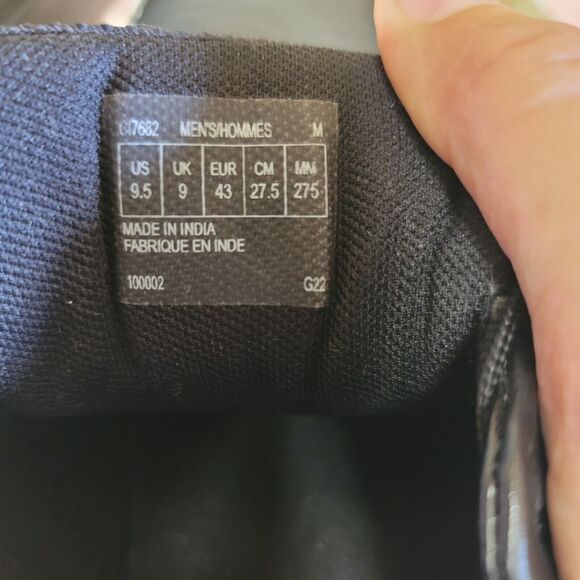 CI7682 MEN'S/HOMMES M
US UK EUR CM MM
9.5 9 43 27.5 275
MADE IN INDIA
FABRIQUE EN INDE
100002 G22